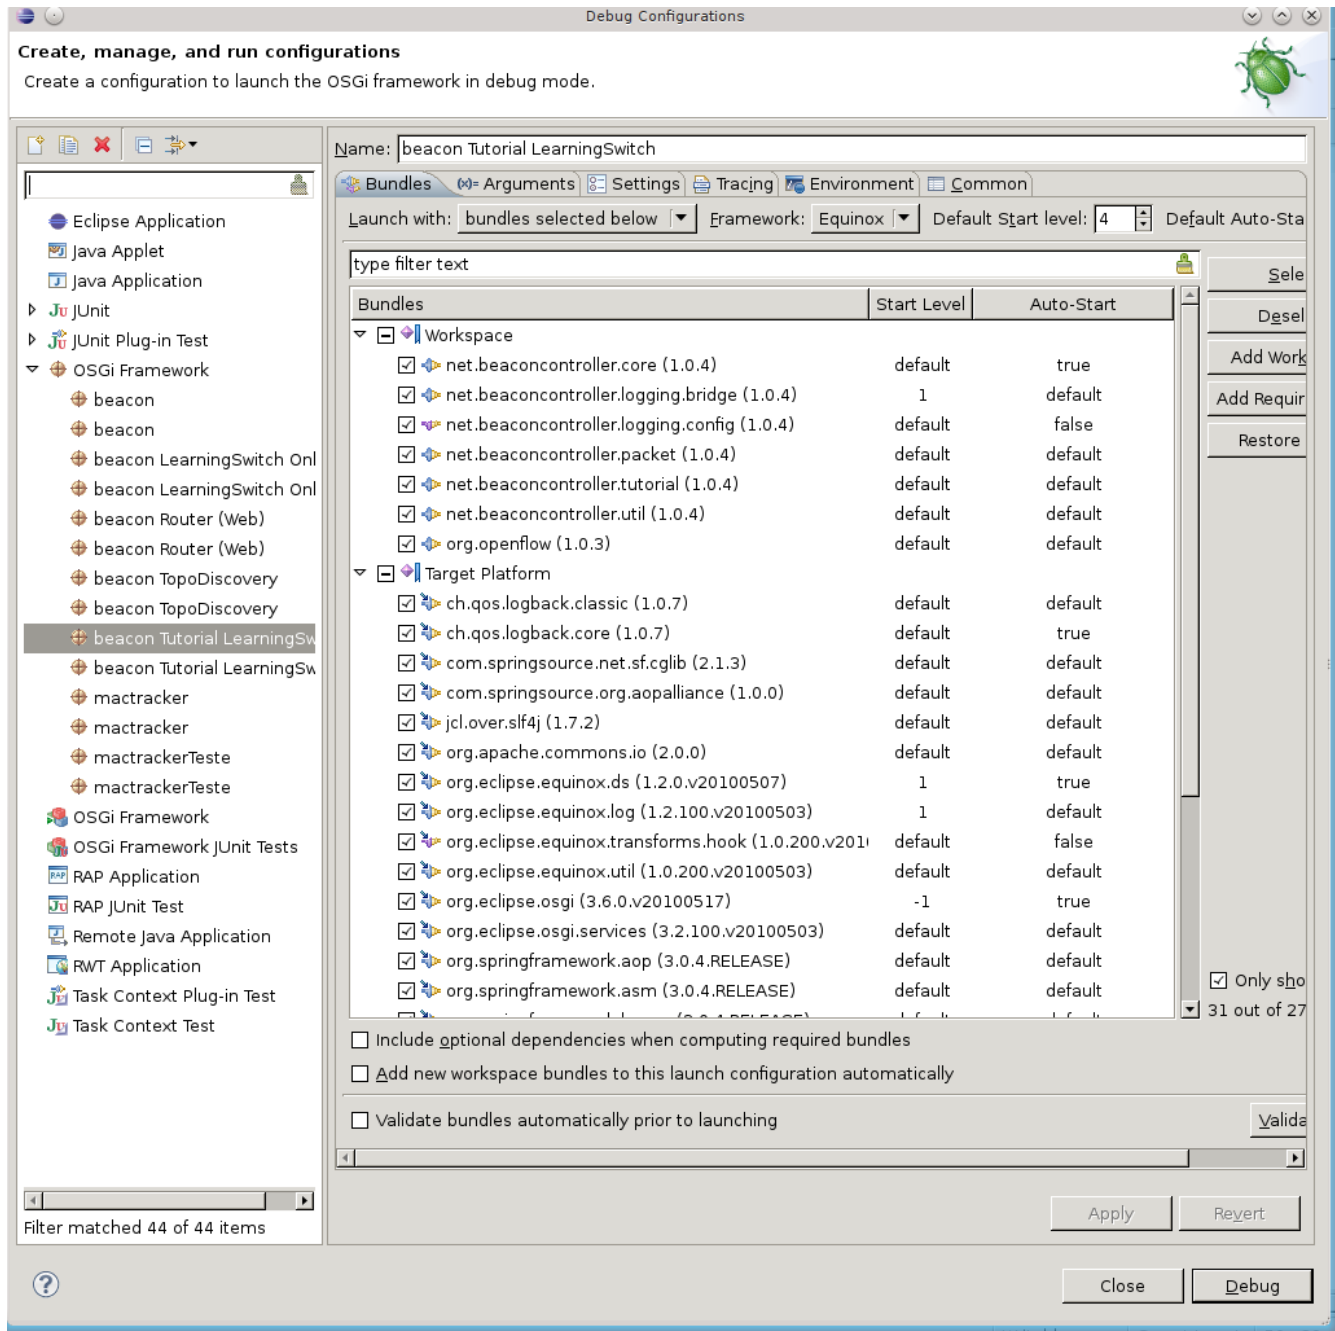 Debug Configurations
Create, manage, and run configurations
Create a configuration to launch the OSGi framework in debug mode.
Eclipse Application
Java Applet
Java Application
JUnit
JUnit Plug-in Test
OSGi Framework
beacon
beacon
beacon LearningSwitch Onl
beacon LearningSwitch Onl
beacon Router (Web)
beacon Router (Web)
beacon TopoDiscovery
beacon TopoDiscovery
beacon Tutorial LearningSw
beacon Tutorial LearningSw
mactracker
mactracker
mactrackerTeste
mactrackerTeste
OSGi Framework
OSGi Framework JUnit Tests
RAP Application
RAP JUnit Test
Remote Java Application
RWT Application
Task Context Plug-in Test
Task Context Test
Filter matched 44 of 44 items
Name: beacon Tutorial LearningSwitch
Bundles (x)= Arguments Settings Tracing Environment Common
Launch with: bundles selected below Framework: Equinox Default Start level: 4 Default Auto-Sta
type filter text
Bundles Start Level Auto-Start
Workspace
net.beaconcontroller.core (1.0.4) default true
net.beaconcontroller.logging.bridge (1.0.4) 1 default
net.beaconcontroller.logging.config (1.0.4) default false
net.beaconcontroller.packet (1.0.4) default default
net.beaconcontroller.tutorial (1.0.4) default default
net.beaconcontroller.util (1.0.4) default default
org.openflow (1.0.3) default default
Target Platform
ch.qos.logback.classic (1.0.7) default default
ch.qos.logback.core (1.0.7) default true
com.springsource.net.sf.cglib (2.1.3) default default
com.springsource.org.aopalliance (1.0.0) default default
jcl.over.slf4j (1.7.2) default default
org.apache.commons.io (2.0.0) default default
org.eclipse.equinox.ds (1.2.0.v20100507) 1 true
org.eclipse.equinox.log (1.2.100.v20100503) 1 default
org.eclipse.equinox.transforms.hook (1.0.200.v201 default false
org.eclipse.equinox.util (1.0.200.v20100503) default default
org.eclipse.osgi (3.6.0.v20100517) -1 true
org.eclipse.osgi.services (3.2.100.v20100503) default default
org.springframework.aop (3.0.4.RELEASE) default default
org.springframework.asm (3.0.4.RELEASE) default default
Sele
Desel
Add Work
Add Requir
Restore
Only sho
31 out of 27
Include optional dependencies when computing required bundles
Add new workspace bundles to this launch configuration automatically
Validate bundles automatically prior to launching
Valida
Apply Revert
Close Debug